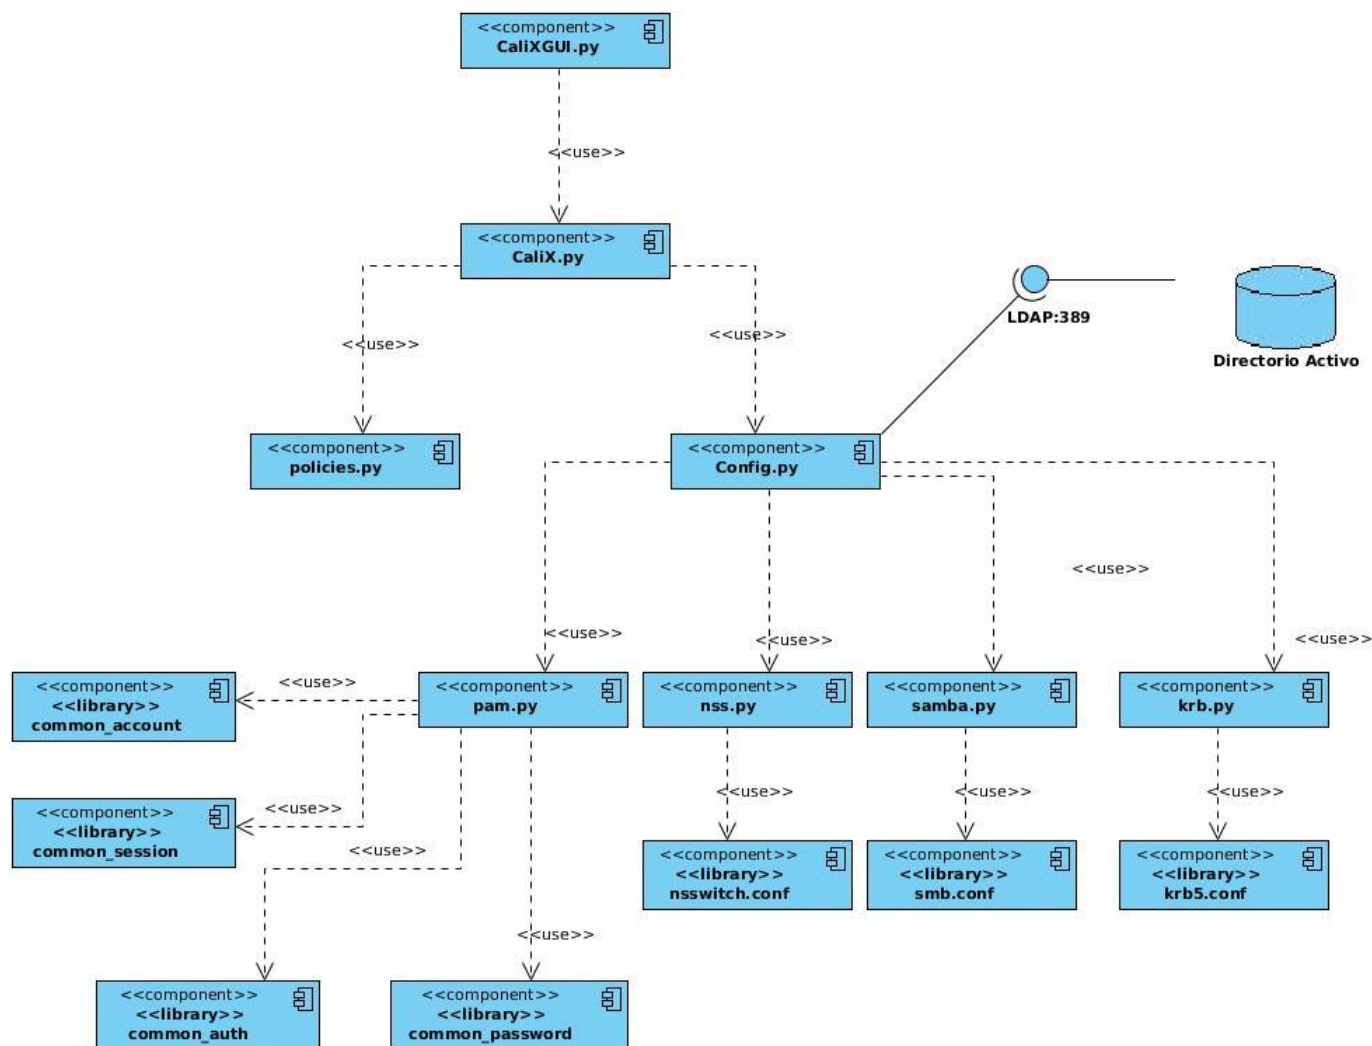 <<component>>
CaliXGUI.py
<<use>>
<<component>>
CaliX.py
<<use>>
<<use>>
LDAP:389
Directorio Activo
<<component>>
policies.py
<<component>>
Config.py
<<use>>
<<use>>
<<use>>
<<use>>
<<component>>
<<library>>
common_account
<<use>>
<<component>>
pam.py
<<component>>
nss.py
<<component>>
samba.py
<<component>>
krb.py
<<component>>
<<library>>
common_session
<<use>>
<<use>>
<<use>>
<<use>>
<<use>>
<<component>>
<<library>>
nsswitch.conf
<<component>>
<<library>>
smb.conf
<<component>>
<<library>>
krb5.conf
<<use>>
<<component>>
<<library>>
common_auth
<<component>>
<<library>>
common_password